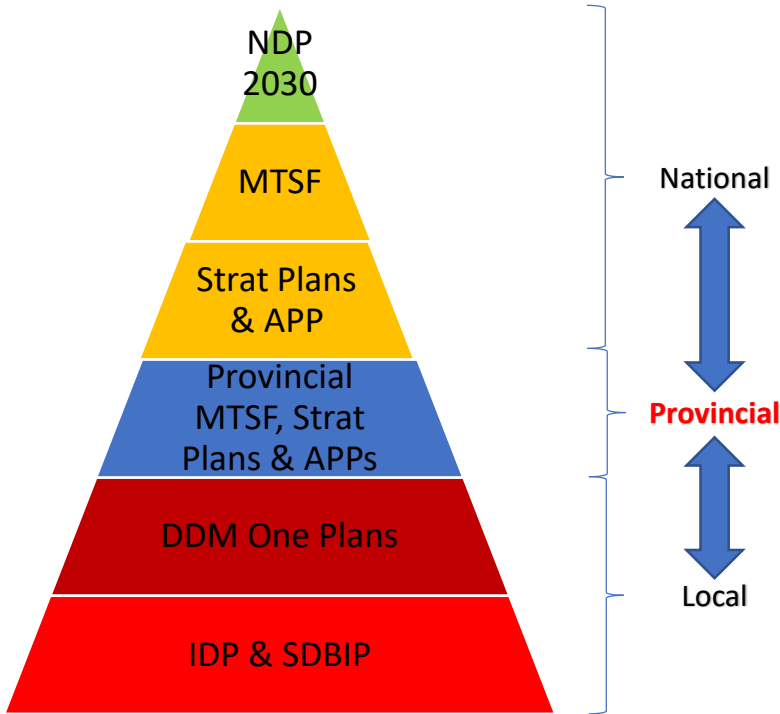 NDP
2030
MTSF
Strat Plans
& APP
Provincial
MTSF, Strat
Plans & APPs
DDM One Plans
IDP & SDBIP
National
Provincial
Local